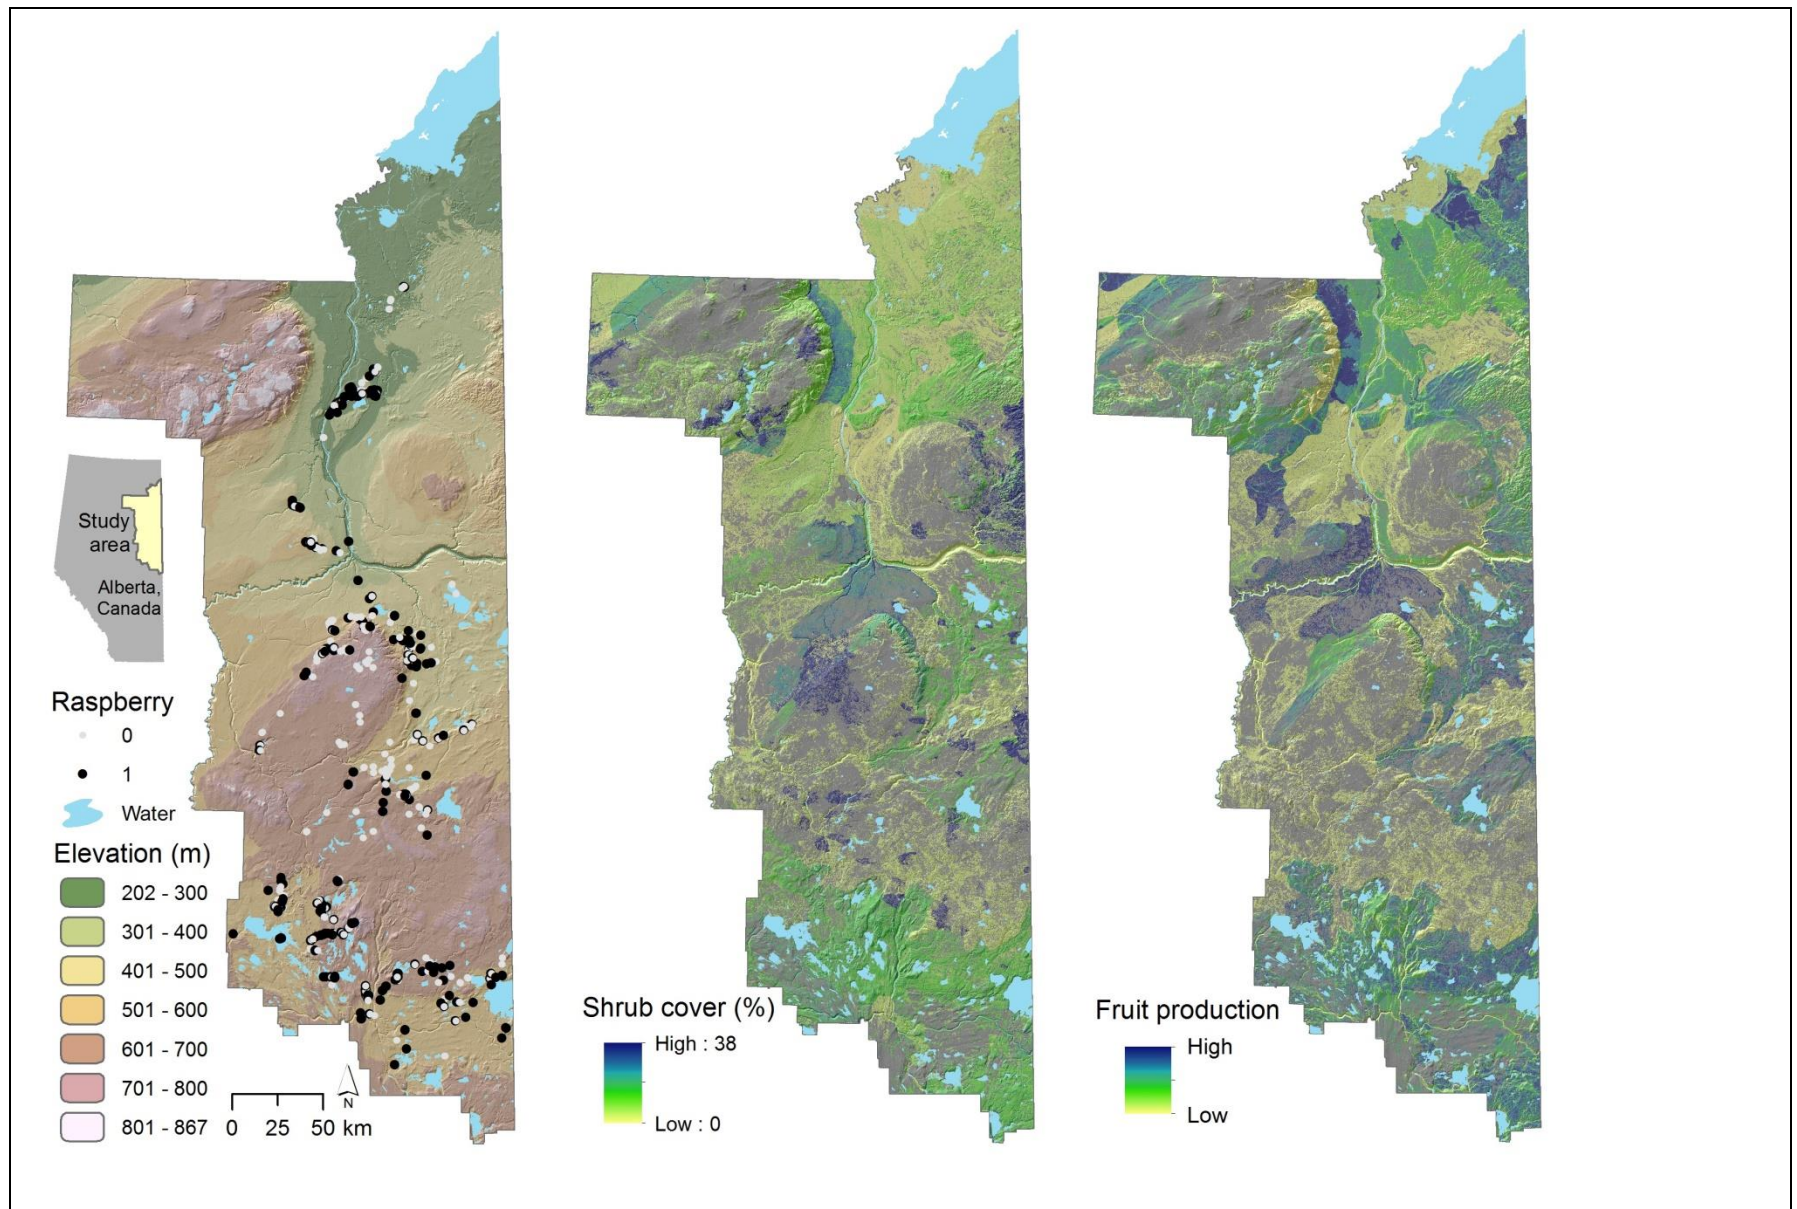 Study
area
Alberta,
Canada
Raspberry
0
1
Water
Elevation (m)
202 - 300
301 - 400
401 - 500
501 - 600
601 - 700
701 - 800
801 - 867
N
0 25 50 km
Shrub cover (%)
High : 38
Low : 0
Fruit production
High
Low